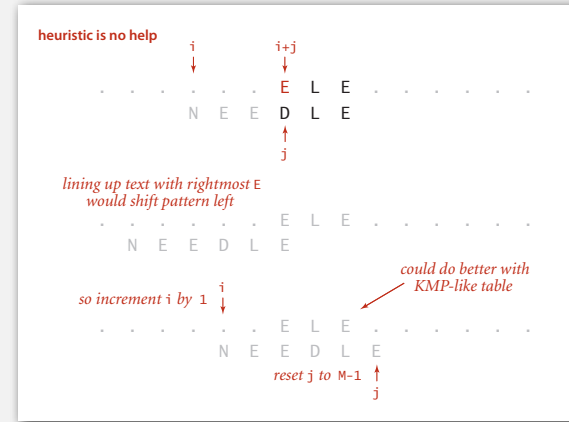 heuristic is no help
i i+j
. . . . . . E L E . . . . . .
N E E D L E
j
lining up text with rightmost E
would shift pattern left
. . . . . . E L E . . . . . .
N E E D L E
could do better with
KMP-like table
so increment i by 1 i
. . . . . . E L E . . . . . .
N E E D L E
reset j to M-1
j